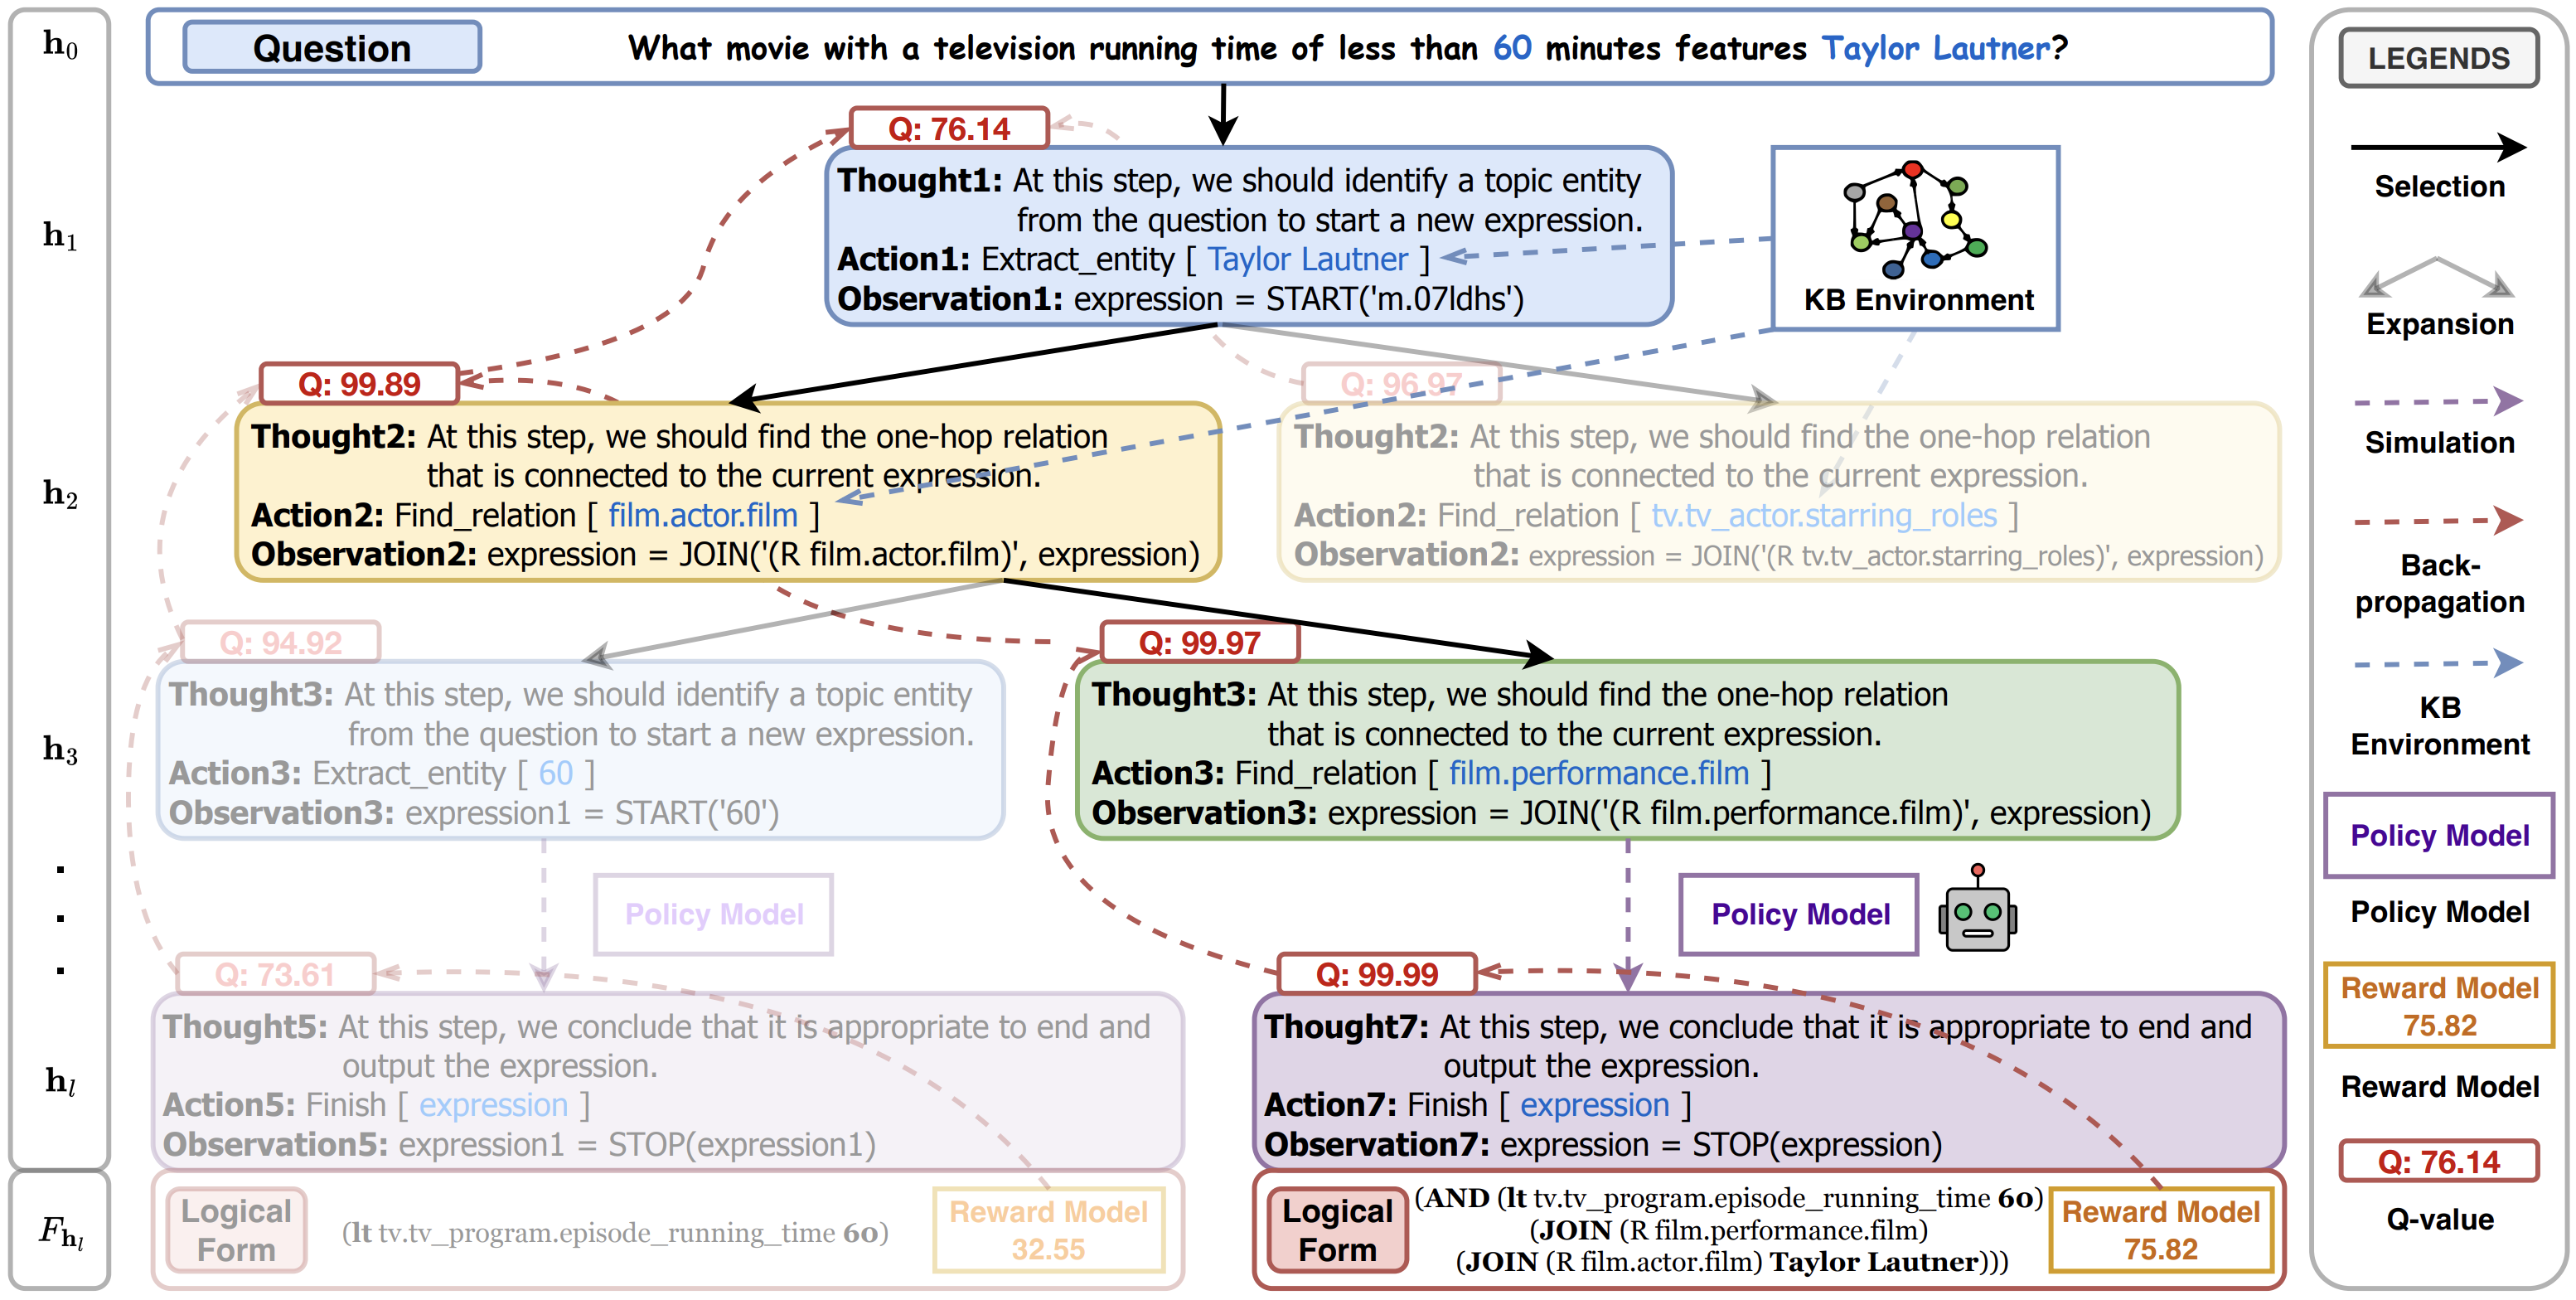 h0
Question
What movie with a television running time of less than 60 minutes features Taylor Lautner?
Q: 76.14
h1
Thought1: At this step, we should identify a topic entity
from the question to start a new expression.
Action1: Extract_entity [ Taylor Lautner ]
Observation1: expression = START('m.07ldhs')
KB Environment
h2
Q: 99.89
Thought2: At this step, we should find the one-hop relation
that is connected to the current expression.
Action2: Find_relation [ film.actor.film ]
Observation2: expression = JOIN('(R film.actor.film)', expression)
Q: 96.97
Thought2: At this step, we should find the one-hop relation
that is connected to the current expression.
Action2: Find_relation [ tv.tv_actor.starring_roles ]
Observation2: expression = JOIN('(R tv.tv_actor.starring_roles)', expression)
h3
Q: 94.92
Thought3: At this step, we should identify a topic entity
from the question to start a new expression.
Action3: Extract_entity [ 60 ]
Observation3: expression1 = START('60')
Q: 99.97
Thought3: At this step, we should find the one-hop relation
that is connected to the current expression.
Action3: Find_relation [ film.performance.film ]
Observation3: expression = JOIN('(R film.performance.film)', expression)
.
.
.
Policy Model
Policy Model
hl
Q: 73.61
Thought5: At this step, we conclude that it is appropriate to end and
output the expression.
Action5: Finish [ expression ]
Observation5: expression1 = STOP(expression1)
Q: 99.99
Thought7: At this step, we conclude that it is appropriate to end and
output the expression.
Action7: Finish [ expression ]
Observation7: expression = STOP(expression)
Fhl
Logical
Form
(lt tv.tv_program.episode_running_time 60)
Reward Model
32.55
Logical
Form
(AND (lt tv.tv_program.episode_running_time 60)
(JOIN (R film.performance.film)
(JOIN (R film.actor.film) Taylor Lautner)))
Reward Model
75.82
LEGENDS
Selection
Expansion
Simulation
Back-
propagation
KB
Environment
Policy Model
Policy Model
Reward Model
75.82
Reward Model
Q: 76.14
Q-value